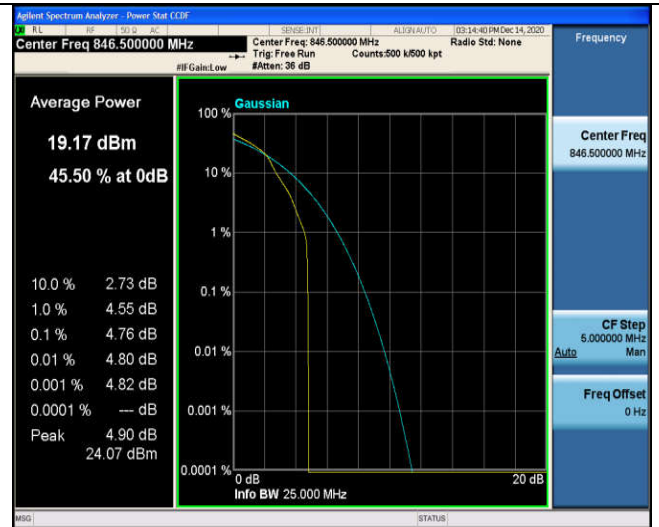 Agilent Spectrum Analyzer - Power Stat CCDF
RL RF 50 Ω AC SENSE:INT ALIGN AUTO 03:14:40 PM Dec 14, 2020
Center Freq 846.500000 MHz
Center Freq: 846.500000 MHz Radio Std: None
Trig: Free Run Counts:500 k/500 kpt
#IFGain:Low #Atten: 36 dB
Frequency
Average Power
19.17 dBm
45.50 % at 0dB
10.0 % 2.73 dB
1.0 % 4.55 dB
0.1 % 4.76 dB
0.01 % 4.80 dB
0.001 % 4.82 dB
0.0001 % --- dB
Peak 4.90 dB
24.07 dBm
Gaussian
100 %
10 %
1 %
0.1 %
0.01 %
0.001 %
0.0001 %
0 dB 20 dB
Info BW 25.000 MHz
Center Freq
846.500000 MHz
CF Step
5.000000 MHz
Auto Man
Freq Offset
0 Hz
MSG STATUS